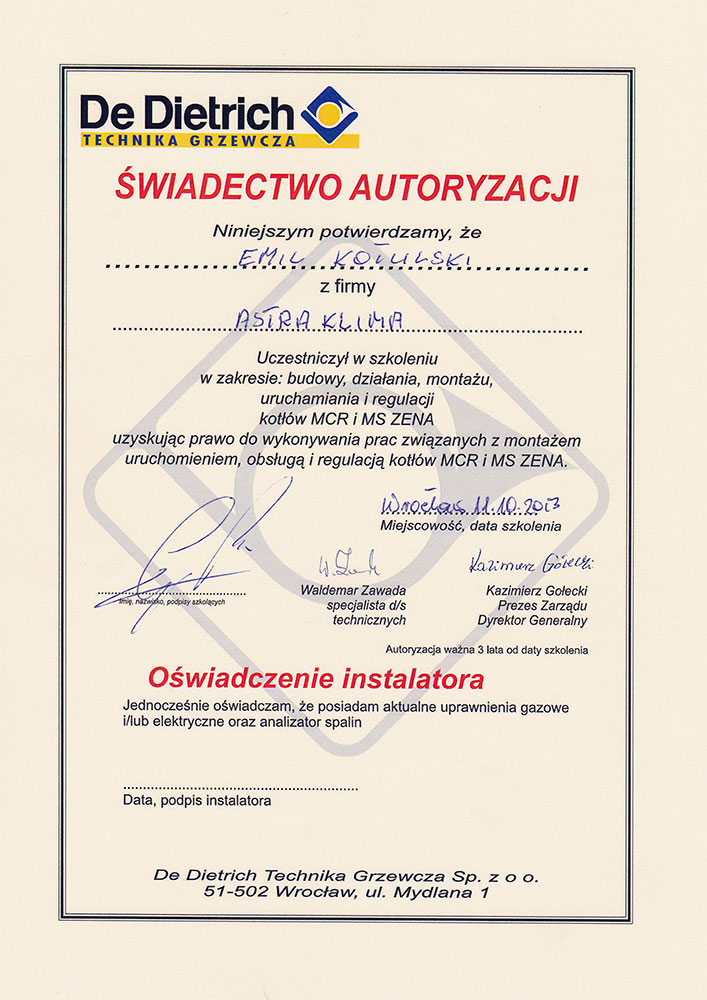 De Dietrich
TECHNIKA GRZEWCZA
ŚWIADECTWO AUTORYZACJI
Niniejszym potwierdzamy, że
EMIL KOTULSKI
z firmy
ASTRA KLIMA
Uczestniczył w szkoleniu
w zakresie: budowy, działania, montażu,
uruchamiania i regulacji
kotłów MCR i MS ZENA
uzyskując prawo do wykonywania prac związanych z montażem
uruchomieniem, obsługą i regulacją kotłów MCR i MS ZENA.
Wrocław 11.10.2013
Miejscowość, data szkolenia
Kazimierz
imię, nazwisko, podpisy szkolących
Waldemar Zawada
specjalista d/s
technicznych
Kazimierz Gołecki
Prezes Zarządu
Dyrektor Generalny
Autoryzacja ważna 3 lata od daty szkolenia
Oświadczenie instalatora
Jednocześnie oświadczam, że posiadam aktualne uprawnienia gazowe
i/lub elektryczne oraz analizator spalin
Data, podpis instalatora
De Dietrich Technika Grzewcza Sp. z o o.
51-502 Wrocław, ul. Mydlana 1